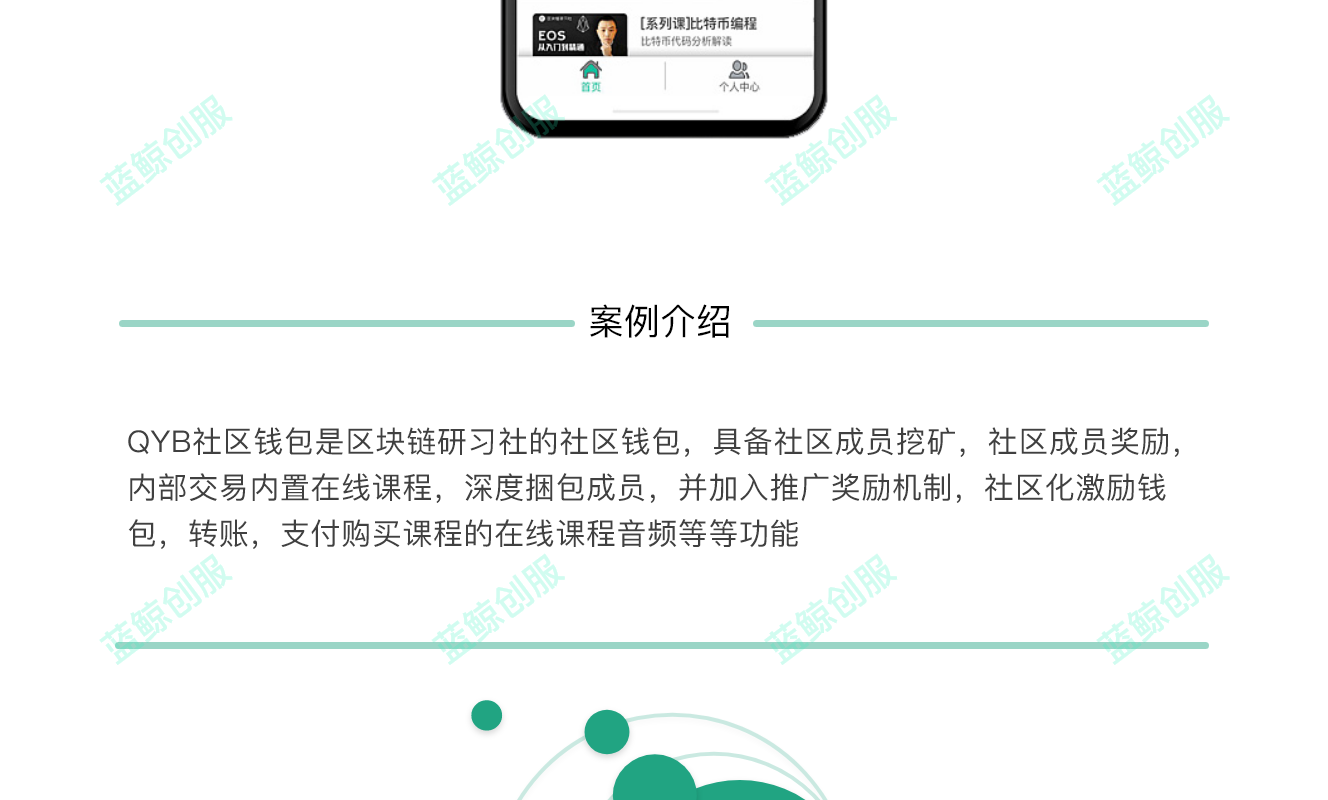 [系列课]比特币编程
EOS
从入门到精通
比特币代码分析解读
首页
个人中心
蓝鲸创服
蓝鲸创服
蓝鲸创服
蓝鲸创服
案例介绍
QYB社区钱包是区块链研习社的社区钱包，具备社区成员挖矿，社区成员奖励，
内部交易内置在线课程，深度捆包成员，并加入推广奖励机制，社区化激励钱
包，转账，支付购买课程的在线课程音频等等功能
蓝鲸创服
蓝鲸创服
蓝鲸创服
蓝鲸创服